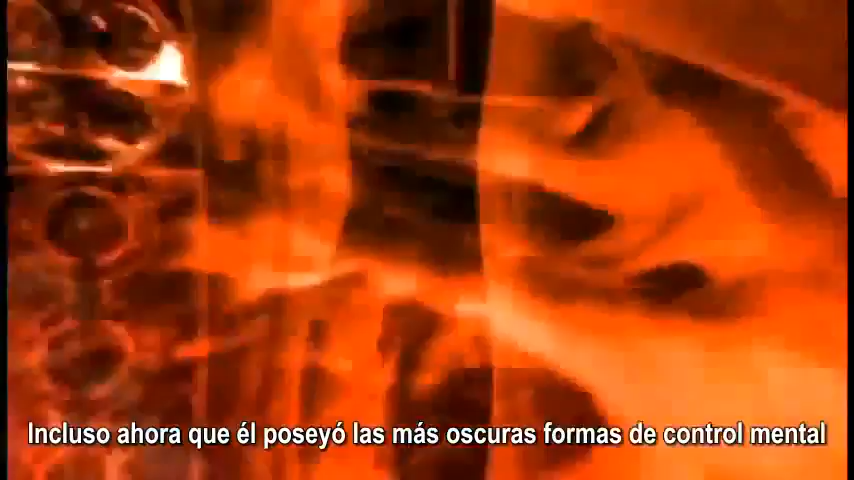 Incluso ahora que él poseyó las más oscuras formas de control mental